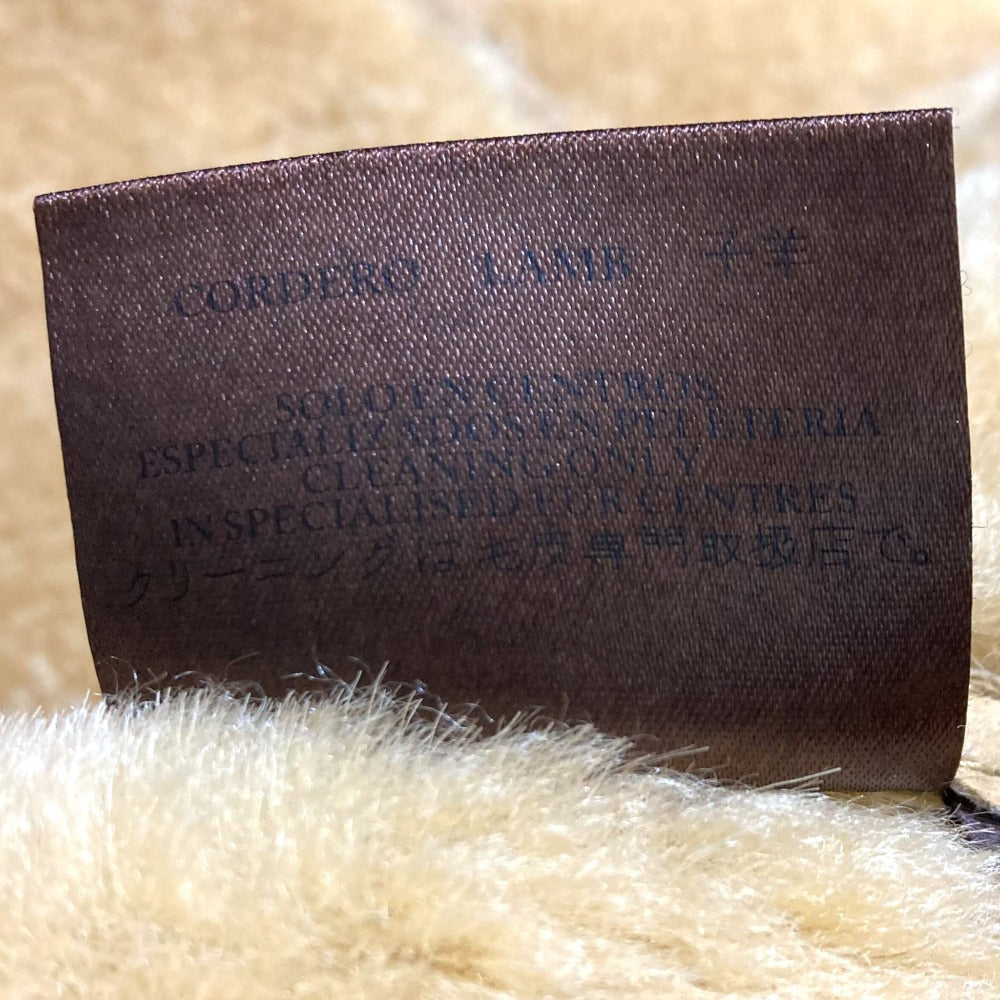 CORDERO LAMB 子羊
SOLO EN CENTROS
ESPECIALIZADOS EN PELETERIA
CLEANING ONLY
IN SPECIALISED FUR CENTRES
クリーニングは毛皮専門取扱店で。